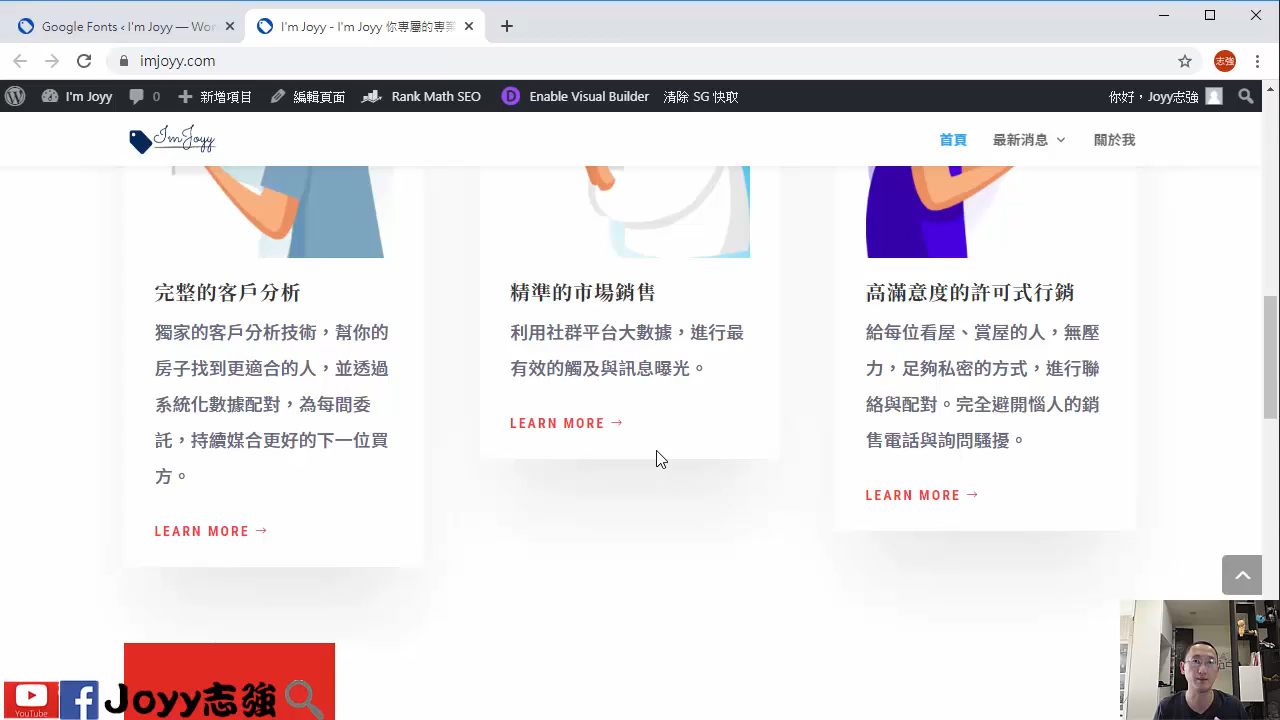 Google Fonts ‹ I'm Joyy — Wor
I'm Joyy - I'm Joyy 你專屬的專業
imjoyy.com
志強
I'm Joyy
0
新增項目
編輯頁面
Rank Math SEO
D
Enable Visual Builder
清除 SG 快取
你好，Joyy志強
I'm Joyy
首頁
最新消息
關於我
完整的客戶分析
獨家的客戶分析技術，幫你的
房子找到更適合的人，並透過
系統化數據配對，為每間委
託，持續媒合更好的下一位買
方。
LEARN MORE →
精準的市場銷售
利用社群平台大數據，進行最
有效的觸及與訊息曝光。
LEARN MORE →
高滿意度的許可式行銷
給每位看屋、賞屋的人，無壓
力，足夠私密的方式，進行聯
絡與配對。完全避開惱人的銷
售電話與詢問騷擾。
LEARN MORE →
YouTube
Joyy志強